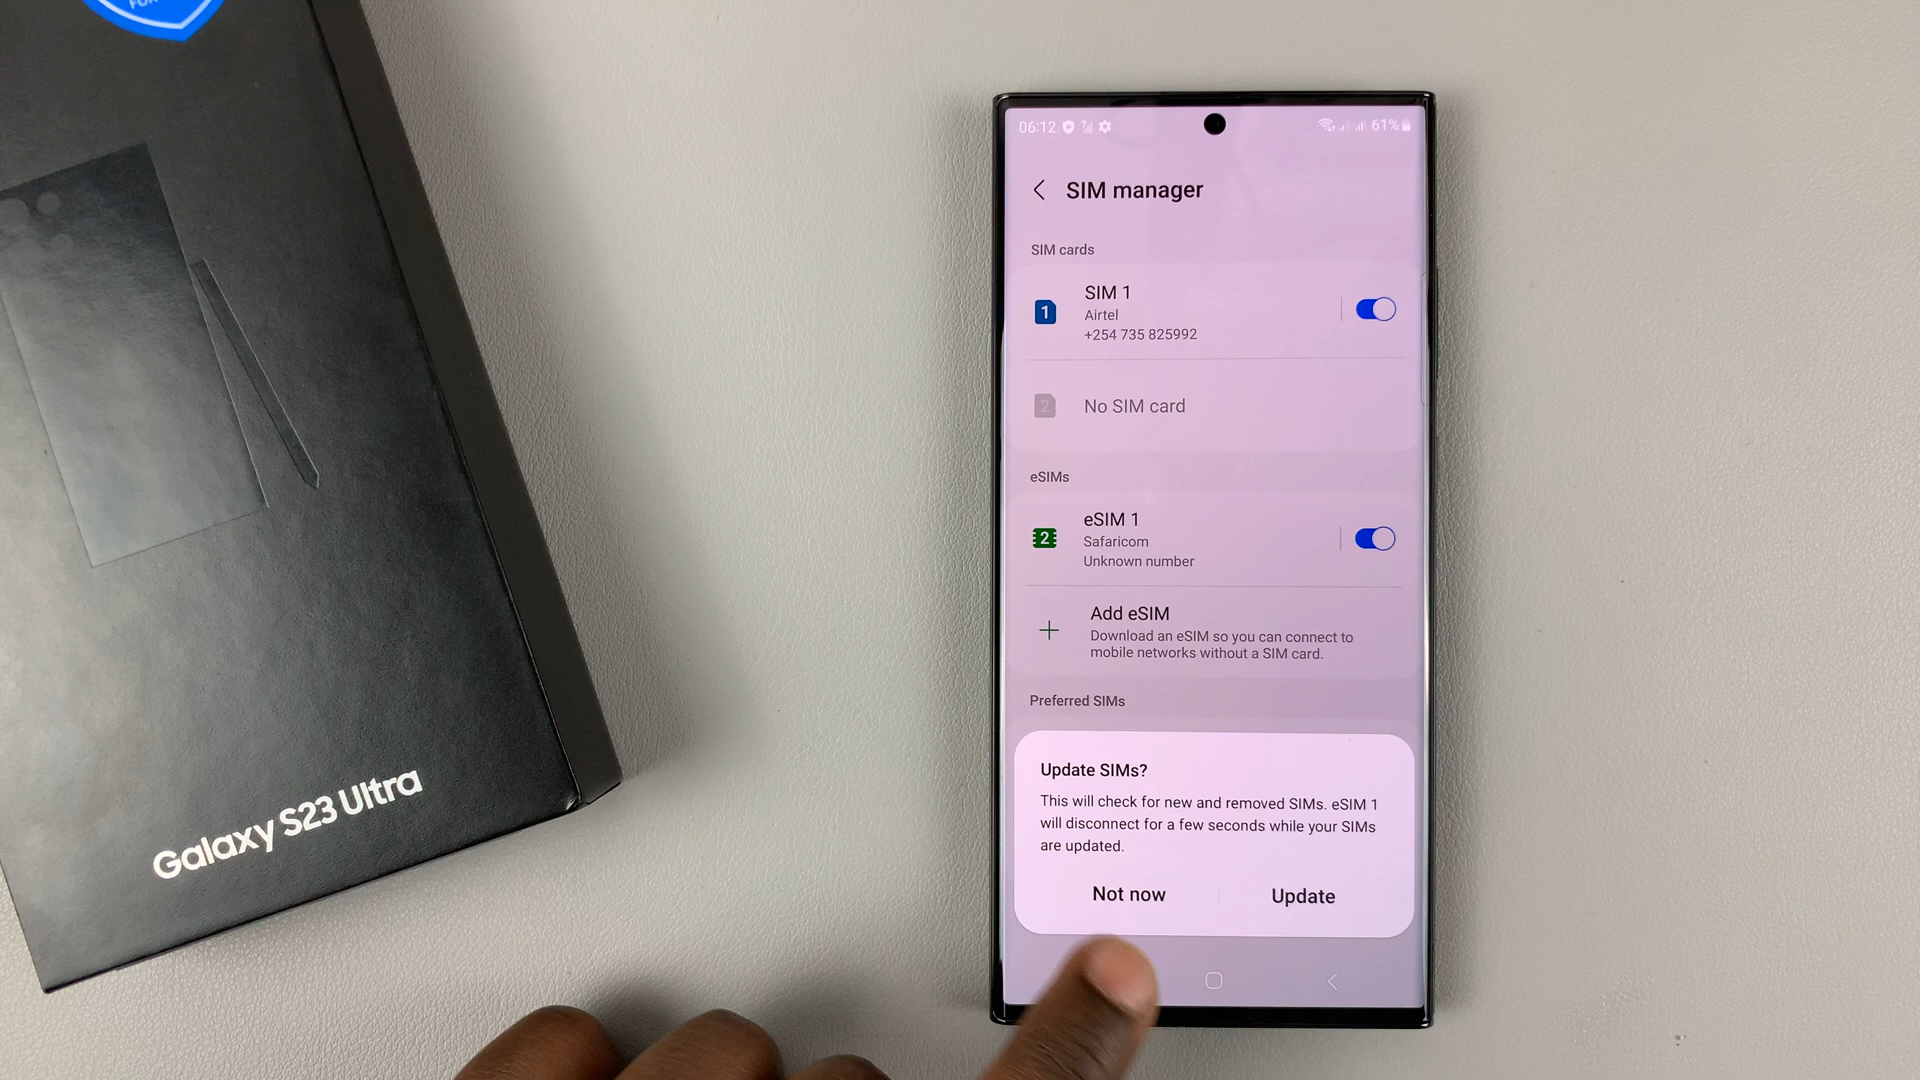 FOR
Galaxy S23 Ultra
06:12
61%
SIM manager
SIM cards
1
SIM 1
Airtel
+254 735 825992
2
No SIM card
eSIMs
2
eSIM 1
Safaricom
Unknown number
Add eSIM
Download an eSIM so you can connect to
mobile networks without a SIM card.
Preferred SIMs
Update SIMs?
This will check for new and removed SIMs. eSIM 1
will disconnect for a few seconds while your SIMs
are updated.
Not now
Update